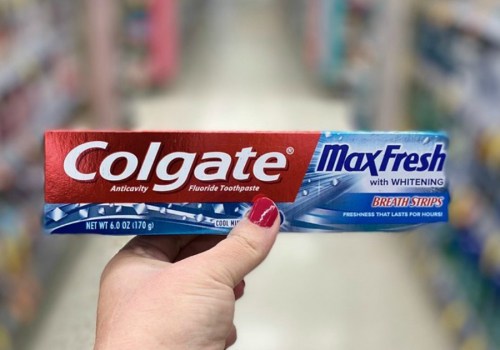 Colgate®
Anticavity Fluoride Toothpaste
NET WT 6.0 OZ (170 g)
COOL
MaxFresh
with WHITENING
BREATH STRIPS
FRESHNESS THAT LASTS FOR HOURS!